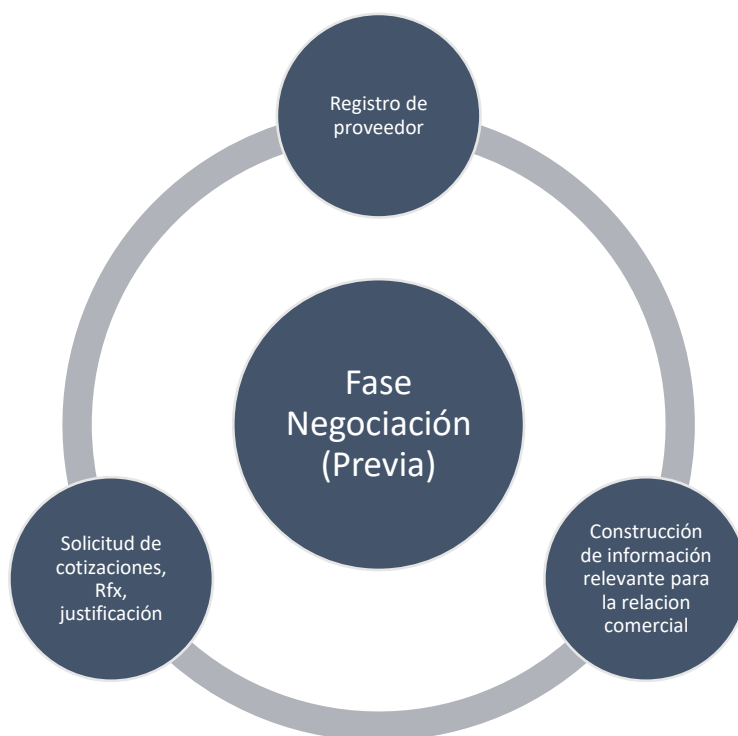 Registro de
proveedor
Fase
Negociación
(Previa)
Solicitud de
cotizaciones,
Rfx,
justificación
Construcción
de información
relevante para
la relacion
comercial